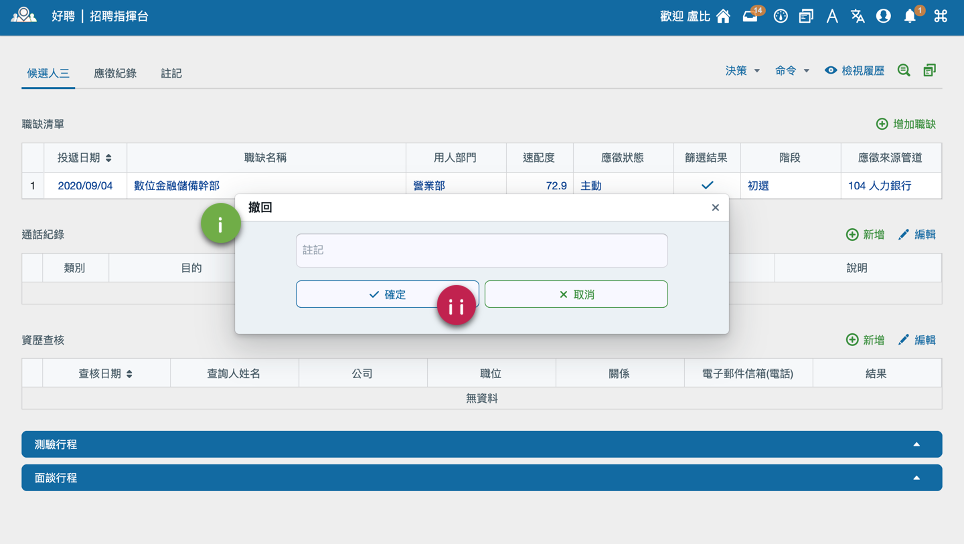 好聘 | 招聘指揮台
歡迎 盧比
14
1
候選人三 應徵紀錄 註記
決策 命令 檢視履歷
職缺清單
增加職缺
投遞日期 職缺名稱 用人部門 速配度 應徵狀態 篩選結果 階段 應徵來源管道
1 2020/09/04 數位金融儲備幹部 營業部 72.9 主動 初選 104 人力銀行
撤回
i
註記
確定 取消
ii
通話紀錄
新增 編輯
類別 目的 說明
資歷查核
新增 編輯
查核日期 查詢人姓名 公司 職位 關係 電子郵件信箱(電話) 結果
無資料
測驗行程
面談行程